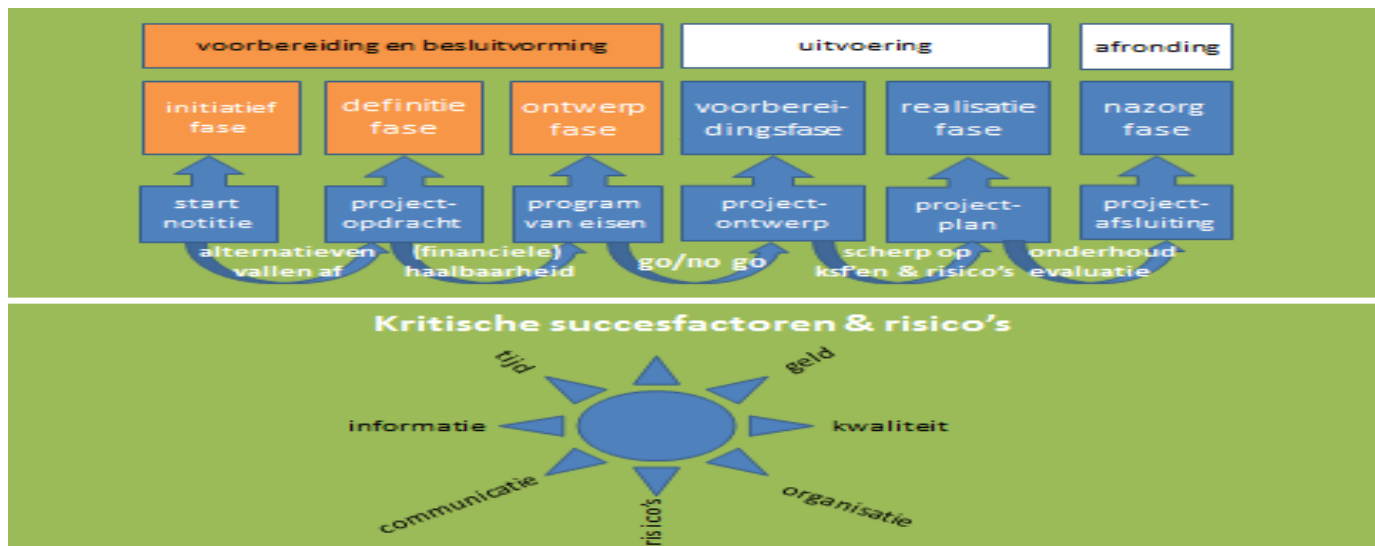 voorbereiding en besluitvorming
uitvoering
afronding
initiatief
fase
definitie
fase
ontwerp
fase
voorberei-
dingsfase
realisatie
fase
nazorg
fase
start
notitie
project-
opdracht
program
van eisen
project-
ontwerp
project-
plan
project-
afsluiting
alternatieven
vallen af
(financiele)
haalbaarheid
go/no go
scherp op
ksf'en & risico's
onderhoud
evaluatie
Kritische succesfactoren & risico's
tijd
geld
informatie
kwaliteit
communicatie
risico's
organisatie